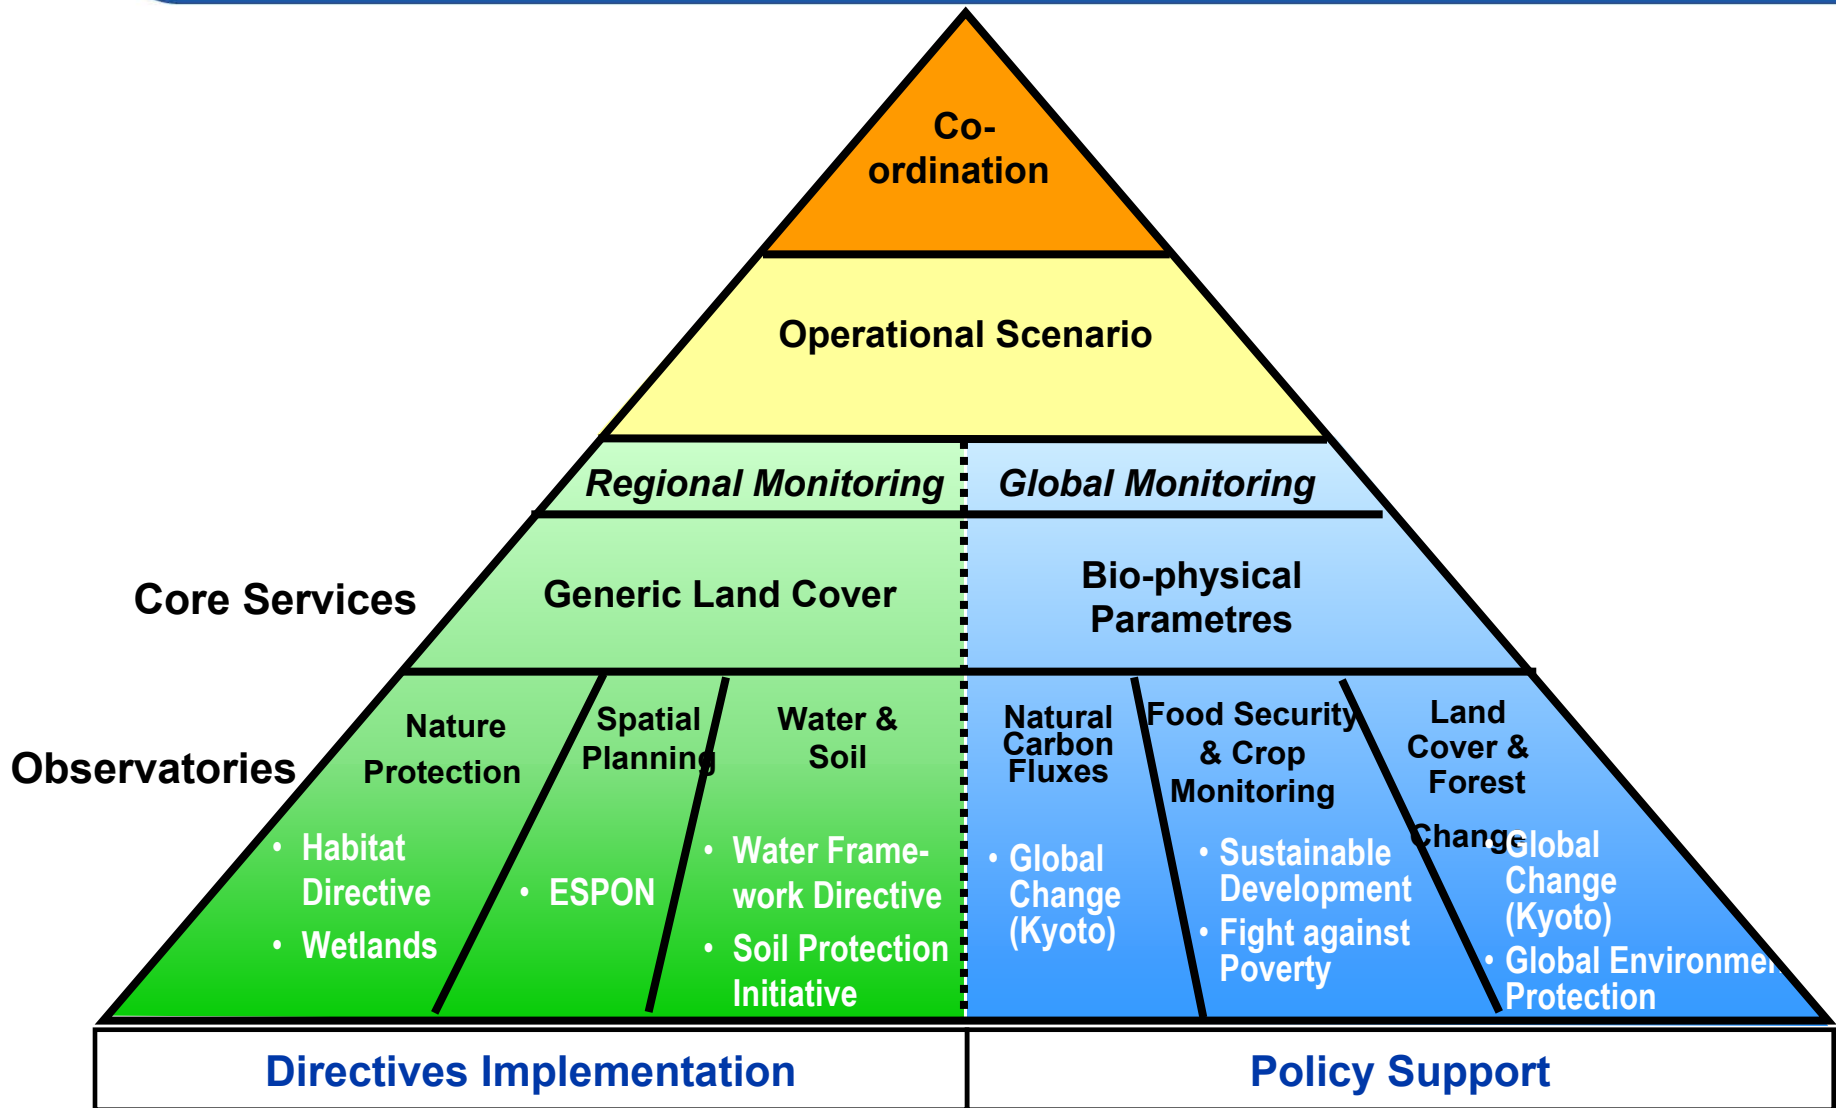 Co-
ordination
Operational Scenario
Regional Monitoring
Global Monitoring
Core Services
Generic Land Cover
Bio-physical
Parametres
Observatories
Nature
Protection
• Habitat
Directive
• Wetlands
Spatial
Planning
• ESPON
Water &
Soil
• Water Frame-
work Directive
• Soil Protection
Initiative
Natural
Carbon
Fluxes
• Global
Change
(Kyoto)
Food Security
& Crop
Monitoring
• Sustainable
Development
• Fight against
Poverty
Land
Cover &
Forest
Change
• Global
Change
(Kyoto)
• Global Environmen
Protection
Directives Implementation
Policy Support